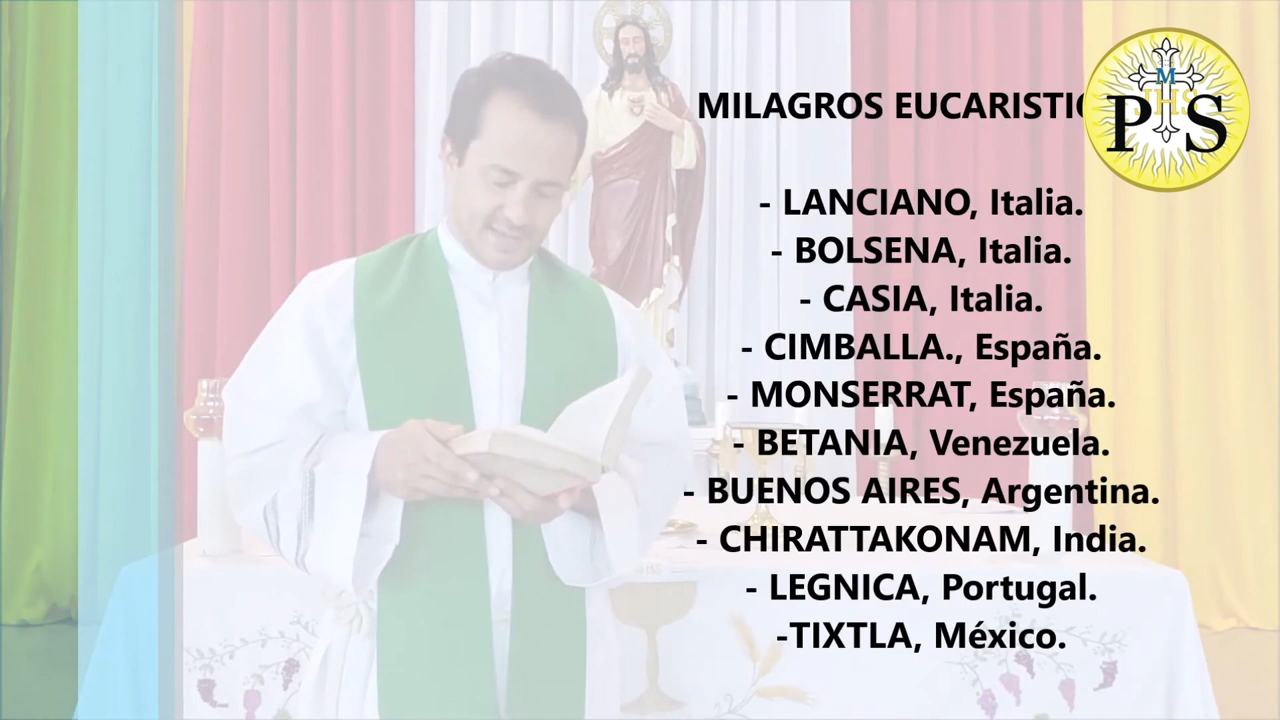 MILAGROS EUCARISTIC
- LANCIANO, Italia.
- BOLSENA, Italia.
- CASIA, Italia.
- CIMBALLA., España.
- MONSERRAT, España.
- BETANIA, Venezuela.
- BUENOS AIRES, Argentina.
- CHIRATTAKONAM, India.
- LEGNICA, Portugal.
-TIXTLA, México.
M
JHS
P S